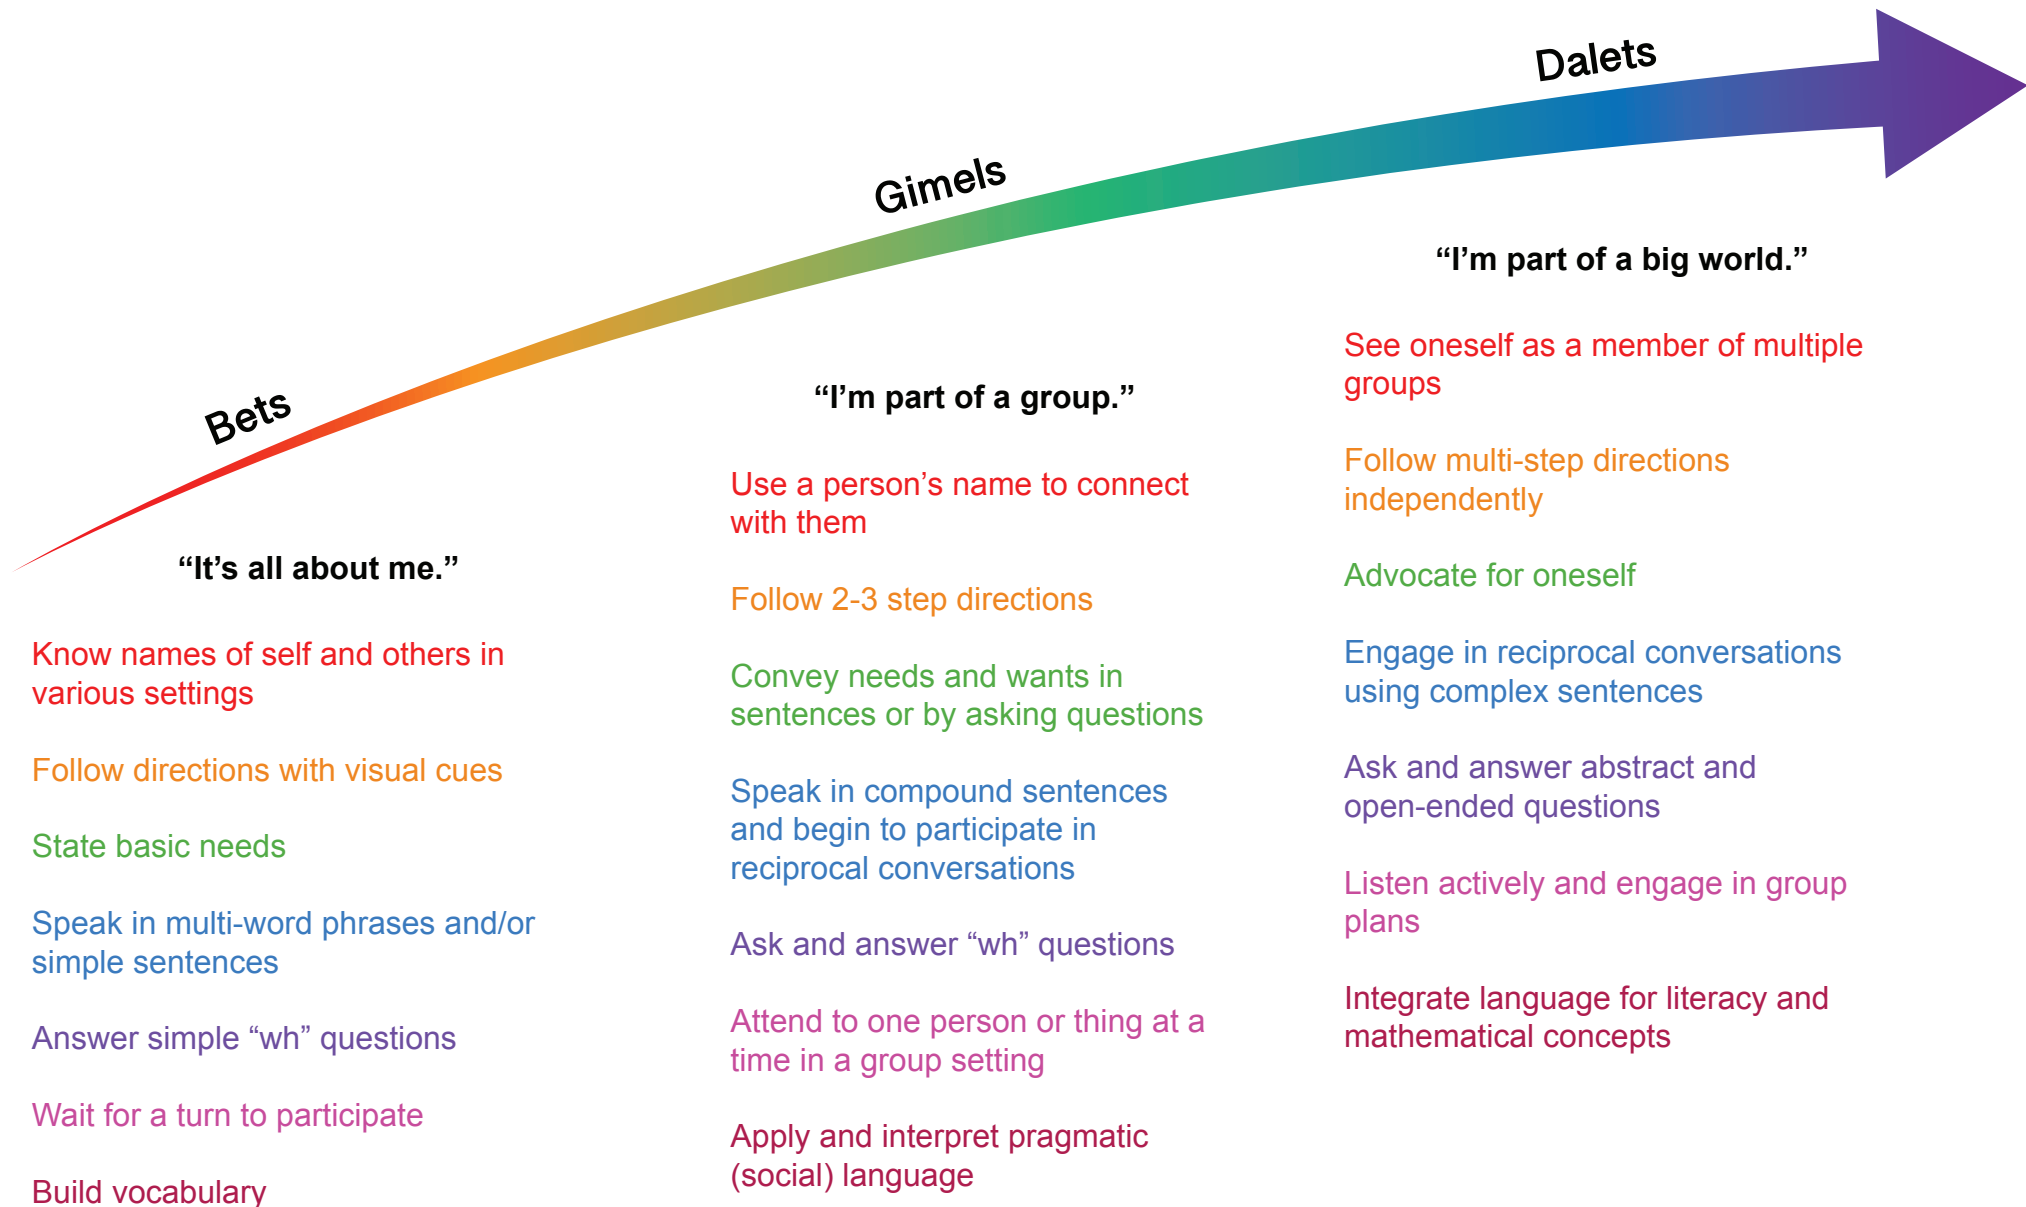 Bets
“It’s all about me.”
Know names of self and others in
various settings
Follow directions with visual cues
State basic needs
Speak in multi-word phrases and/or
simple sentences
Answer simple “wh” questions
Wait for a turn to participate
Build vocabulary
Gimels
“I’m part of a group.”
Use a person’s name to connect
with them
Follow 2-3 step directions
Convey needs and wants in
sentences or by asking questions
Speak in compound sentences
and begin to participate in
reciprocal conversations
Ask and answer “wh” questions
Attend to one person or thing at a
time in a group setting
Apply and interpret pragmatic
(social) language
Dalets
“I’m part of a big world.”
See oneself as a member of multiple
groups
Follow multi-step directions
independently
Advocate for oneself
Engage in reciprocal conversations
using complex sentences
Ask and answer abstract and
open-ended questions
Listen actively and engage in group
plans
Integrate language for literacy and
mathematical concepts